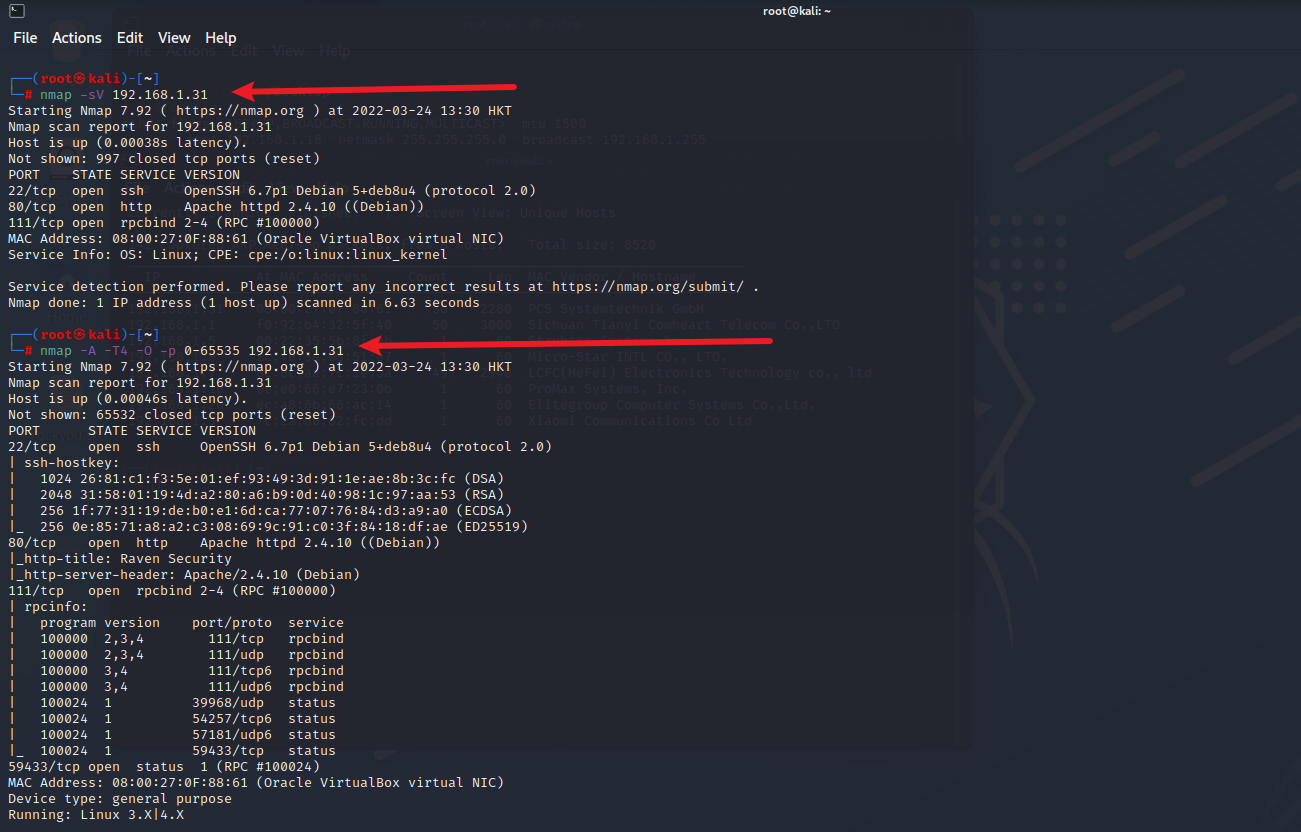 root@kali: ~
File Actions Edit View Help
┌──(root㉿kali)-[~]
└─# nmap -sV 192.168.1.31
Starting Nmap 7.92 ( https://nmap.org ) at 2022-03-24 13:30 HKT
Nmap scan report for 192.168.1.31
Host is up (0.00038s latency).
Not shown: 997 closed tcp ports (reset)
PORT    STATE SERVICE VERSION
22/tcp  open  ssh     OpenSSH 6.7p1 Debian 5+deb8u4 (protocol 2.0)
80/tcp  open  http    Apache httpd 2.4.10 ((Debian))
111/tcp open  rpcbind 2-4 (RPC #100000)
MAC Address: 08:00:27:0F:88:61 (Oracle VirtualBox virtual NIC)
Service Info: OS: Linux; CPE: cpe:/o:linux:linux_kernel
Service detection performed. Please report any incorrect results at https://nmap.org/submit/ .
Nmap done: 1 IP address (1 host up) scanned in 6.63 seconds
┌──(root㉿kali)-[~]
└─# nmap -A -T4 -O -p 0-65535 192.168.1.31
Starting Nmap 7.92 ( https://nmap.org ) at 2022-03-24 13:30 HKT
Nmap scan report for 192.168.1.31
Host is up (0.00046s latency).
Not shown: 65532 closed tcp ports (reset)
PORT      STATE SERVICE VERSION
22/tcp    open  ssh     OpenSSH 6.7p1 Debian 5+deb8u4 (protocol 2.0)
| ssh-hostkey:
|   1024 26:81:c1:f3:5e:01:ef:93:49:3d:91:1e:ae:8b:3c:fc (DSA)
|   2048 31:58:01:19:4d:a2:80:a6:b9:0d:40:98:1c:97:aa:53 (RSA)
|   256 1f:77:31:19:de:b0:e1:6d:ca:77:07:76:84:d3:a9:a0 (ECDSA)
|_  256 0e:85:71:a8:a2:c3:08:69:9c:91:c0:3f:84:18:df:ae (ED25519)
80/tcp    open  http    Apache httpd 2.4.10 ((Debian))
|_http-title: Raven Security
|_http-server-header: Apache/2.4.10 (Debian)
111/tcp   open  rpcbind 2-4 (RPC #100000)
| rpcinfo:
|   program version    port/proto  service
|   100000  2,3,4        111/tcp   rpcbind
|   100000  2,3,4        111/udp   rpcbind
|   100000  3,4          111/tcp6  rpcbind
|   100000  3,4          111/udp6  rpcbind
|   100024  1          39968/udp   status
|   100024  1          54257/tcp6  status
|   100024  1          57181/udp6  status
|_  100024  1          59433/tcp   status
59433/tcp open  status  1 (RPC #100024)
MAC Address: 08:00:27:0F:88:61 (Oracle VirtualBox virtual NIC)
Device type: general purpose
Running: Linux 3.X|4.X